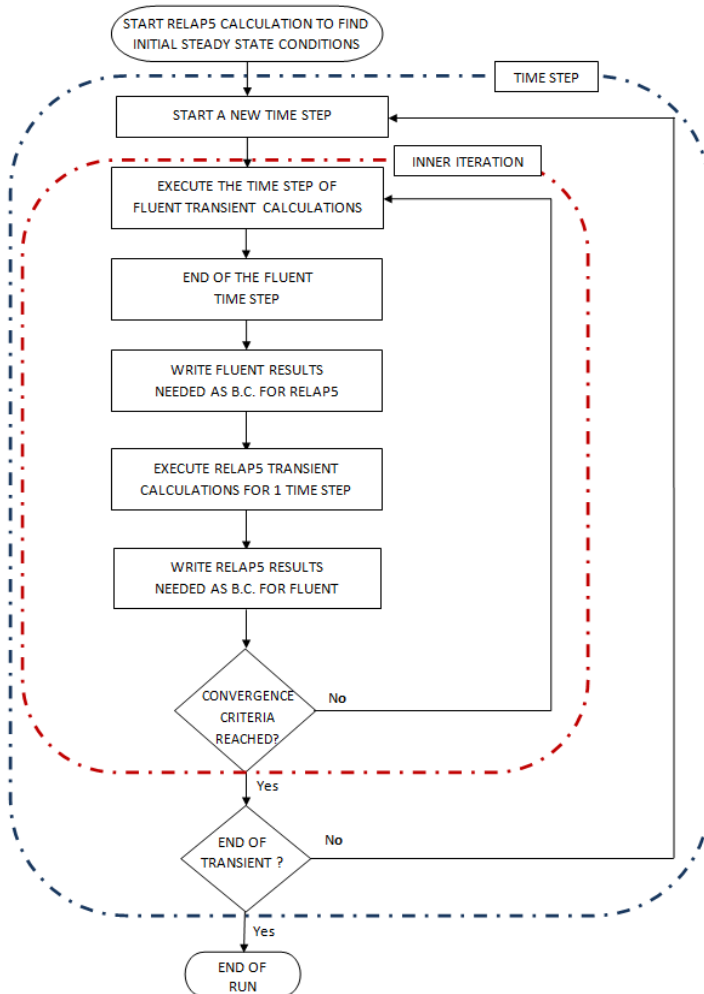 START RELAP5 CALCULATION TO FIND
INITIAL STEADY STATE CONDITIONS
TIME STEP
START A NEW TIME STEP
INNER ITERATION
EXECUTE THE TIME STEP OF
FLUENT TRANSIENT CALCULATIONS
END OF THE FLUENT
TIME STEP
WRITE FLUENT RESULTS
NEEDED AS B.C. FOR RELAP5
EXECUTE RELAP5 TRANSIENT
CALCULATIONS FOR 1 TIME STEP
WRITE RELAP5 RESULTS
NEEDED AS B.C. FOR FLUENT
CONVERGENCE
CRITERIA
REACHED?
No
Yes
END OF
TRANSIENT ?
No
Yes
END OF
RUN